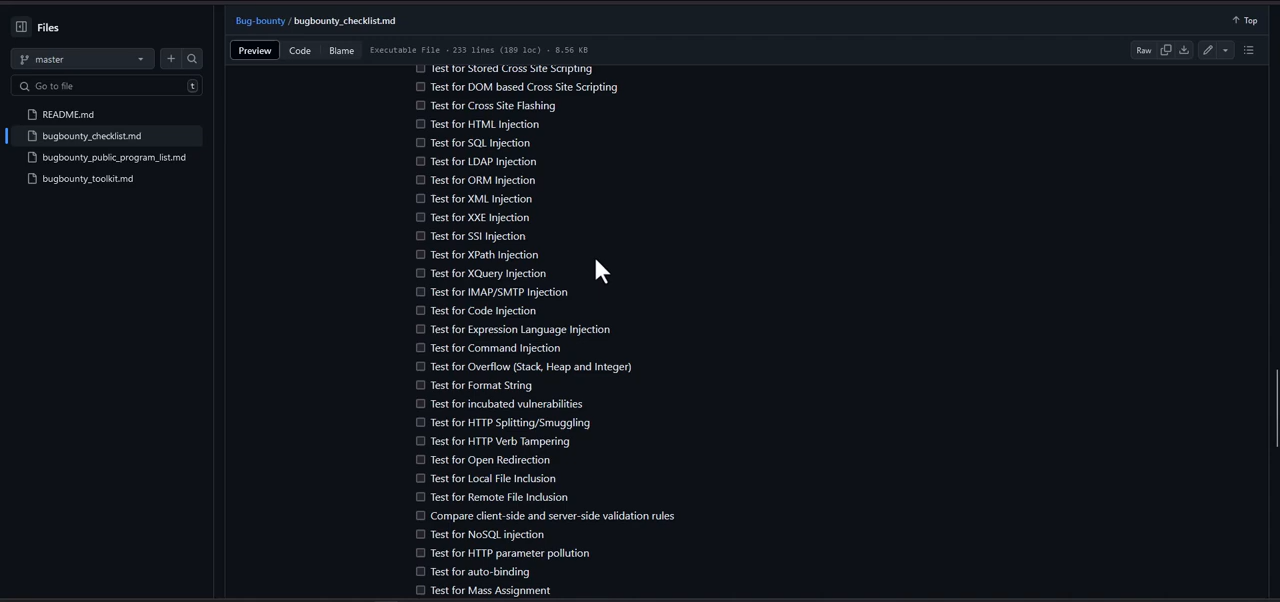 Files
master
Go to file
t
README.md
bugbounty_checklist.md
bugbounty_public_program_list.md
bugbounty_toolkit.md
Bug-bounty / bugbounty_checklist.md
Top
Preview Code Blame Executable File · 233 lines (189 loc) · 8.56 KB
Raw
Test for Stored Cross Site Scripting
Test for DOM based Cross Site Scripting
Test for Cross Site Flashing
Test for HTML Injection
Test for SQL Injection
Test for LDAP Injection
Test for ORM Injection
Test for XML Injection
Test for XXE Injection
Test for SSI Injection
Test for XPath Injection
Test for XQuery Injection
Test for IMAP/SMTP Injection
Test for Code Injection
Test for Expression Language Injection
Test for Command Injection
Test for Overflow (Stack, Heap and Integer)
Test for Format String
Test for incubated vulnerabilities
Test for HTTP Splitting/Smuggling
Test for HTTP Verb Tampering
Test for Open Redirection
Test for Local File Inclusion
Test for Remote File Inclusion
Compare client-side and server-side validation rules
Test for NoSQL injection
Test for HTTP parameter pollution
Test for auto-binding
Test for Mass Assignment